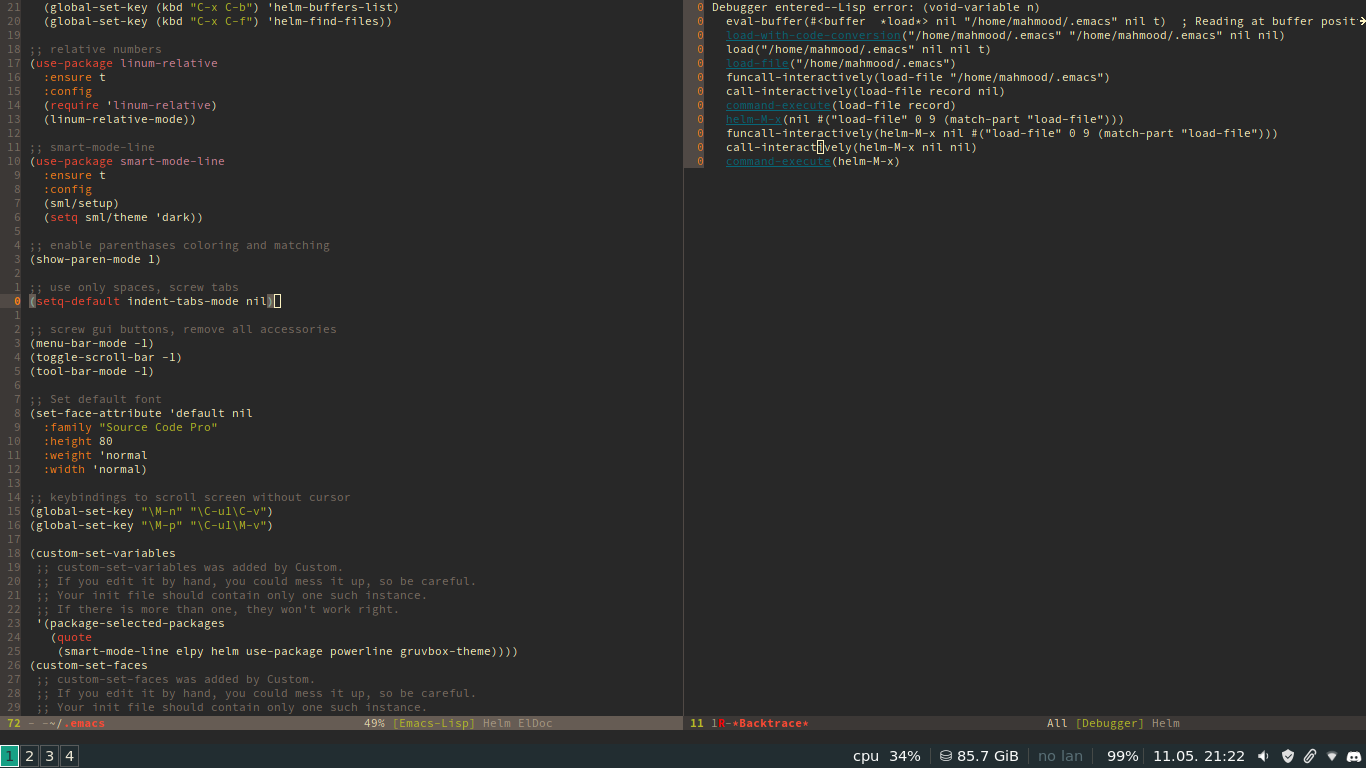 21 (global-set-key (kbd "C-x C-b") 'helm-buffers-list)
20 (global-set-key (kbd "C-x C-f") 'helm-find-files))
19
18 ;; relative numbers
17 (use-package linum-relative
16 :ensure t
15 :config
14 (require 'linum-relative)
13 (linum-relative-mode))
12
11 ;; smart-mode-line
10 (use-package smart-mode-line
9 :ensure t
8 :config
7 (sml/setup)
6 (setq sml/theme 'dark))
5
4 ;; enable parenthases coloring and matching
3 (show-paren-mode 1)
2
1 ;; use only spaces, screw tabs
0 (setq-default indent-tabs-mode nil)
1
2 ;; screw gui buttons, remove all accessories
3 (menu-bar-mode -1)
4 (toggle-scroll-bar -1)
5 (tool-bar-mode -1)
6
7 ;; Set default font
8 (set-face-attribute 'default nil
9 :family "Source Code Pro"
10 :height 80
11 :weight 'normal
12 :width 'normal)
13
14 ;; keybindings to scroll screen without cursor
15 (global-set-key "\M-n" "\C-u1\C-v")
16 (global-set-key "\M-p" "\C-u1\M-v")
17
18 (custom-set-variables
19 ;; custom-set-variables was added by Custom.
20 ;; If you edit it by hand, you could mess it up, so be careful.
21 ;; Your init file should contain only one such instance.
22 ;; If there is more than one, they won't work right.
23 '(package-selected-packages
24 (quote
25 (smart-mode-line elpy helm use-package powerline gruvbox-theme))))
26 (custom-set-faces
27 ;; custom-set-faces was added by Custom.
28 ;; If you edit it by hand, you could mess it up, so be careful.
29 ;; Your init file should contain only one such instance.
72 - -~/.emacs 49% [Emacs-Lisp] Helm ElDoc
0 Debugger entered--Lisp error: (void-variable n)
0 eval-buffer(#<buffer *load*> nil "/home/mahmood/.emacs" nil t) ; Reading at buffer posit
0 load-with-code-conversion("/home/mahmood/.emacs" "/home/mahmood/.emacs" nil nil)
0 load("/home/mahmood/.emacs" nil nil t)
0 load-file("/home/mahmood/.emacs")
0 funcall-interactively(load-file "/home/mahmood/.emacs")
0 call-interactively(load-file record nil)
0 command-execute(load-file record)
0 helm-M-x(nil #("load-file" 0 9 (match-part "load-file")))
0 funcall-interactively(helm-M-x nil #("load-file" 0 9 (match-part "load-file")))
0 call-interactively(helm-M-x nil nil)
0 command-execute(helm-M-x)
11 lR-*Backtrace* All [Debugger] Helm
1 2 3 4 cpu 34% 85.7 GiB no lan 99% 11.05. 21:22